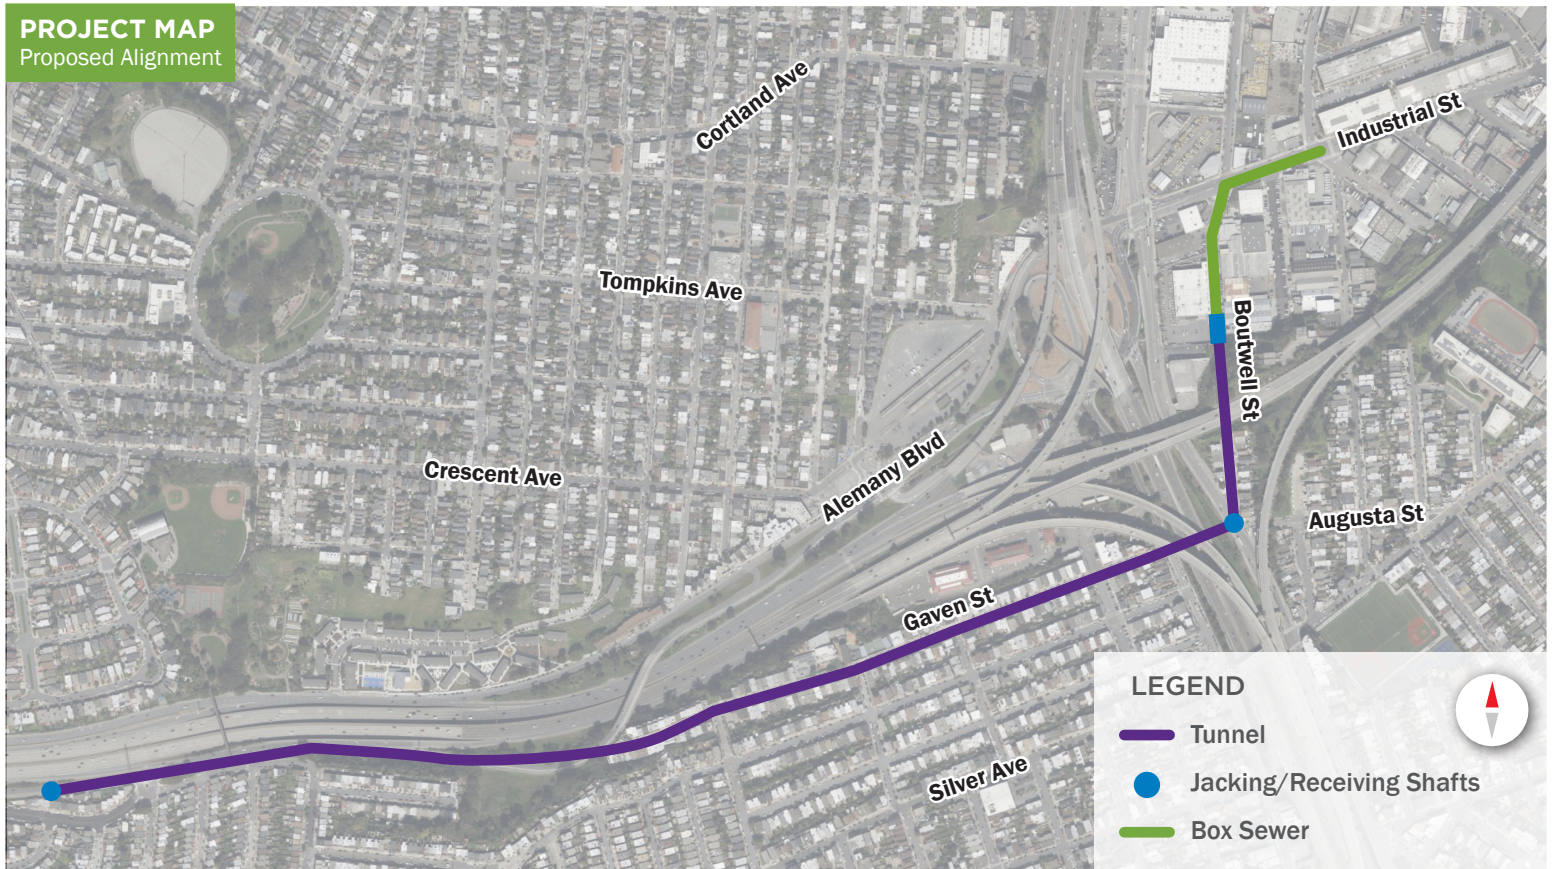 PROJECT MAP
Proposed Alignment
Cortland Ave
Industrial St
Tompkins Ave
Boutwell St
Crescent Ave
Alemany Blvd
Augusta St
Gaven St
Silver Ave
LEGEND
Tunnel
Jacking/Receiving Shafts
Box Sewer